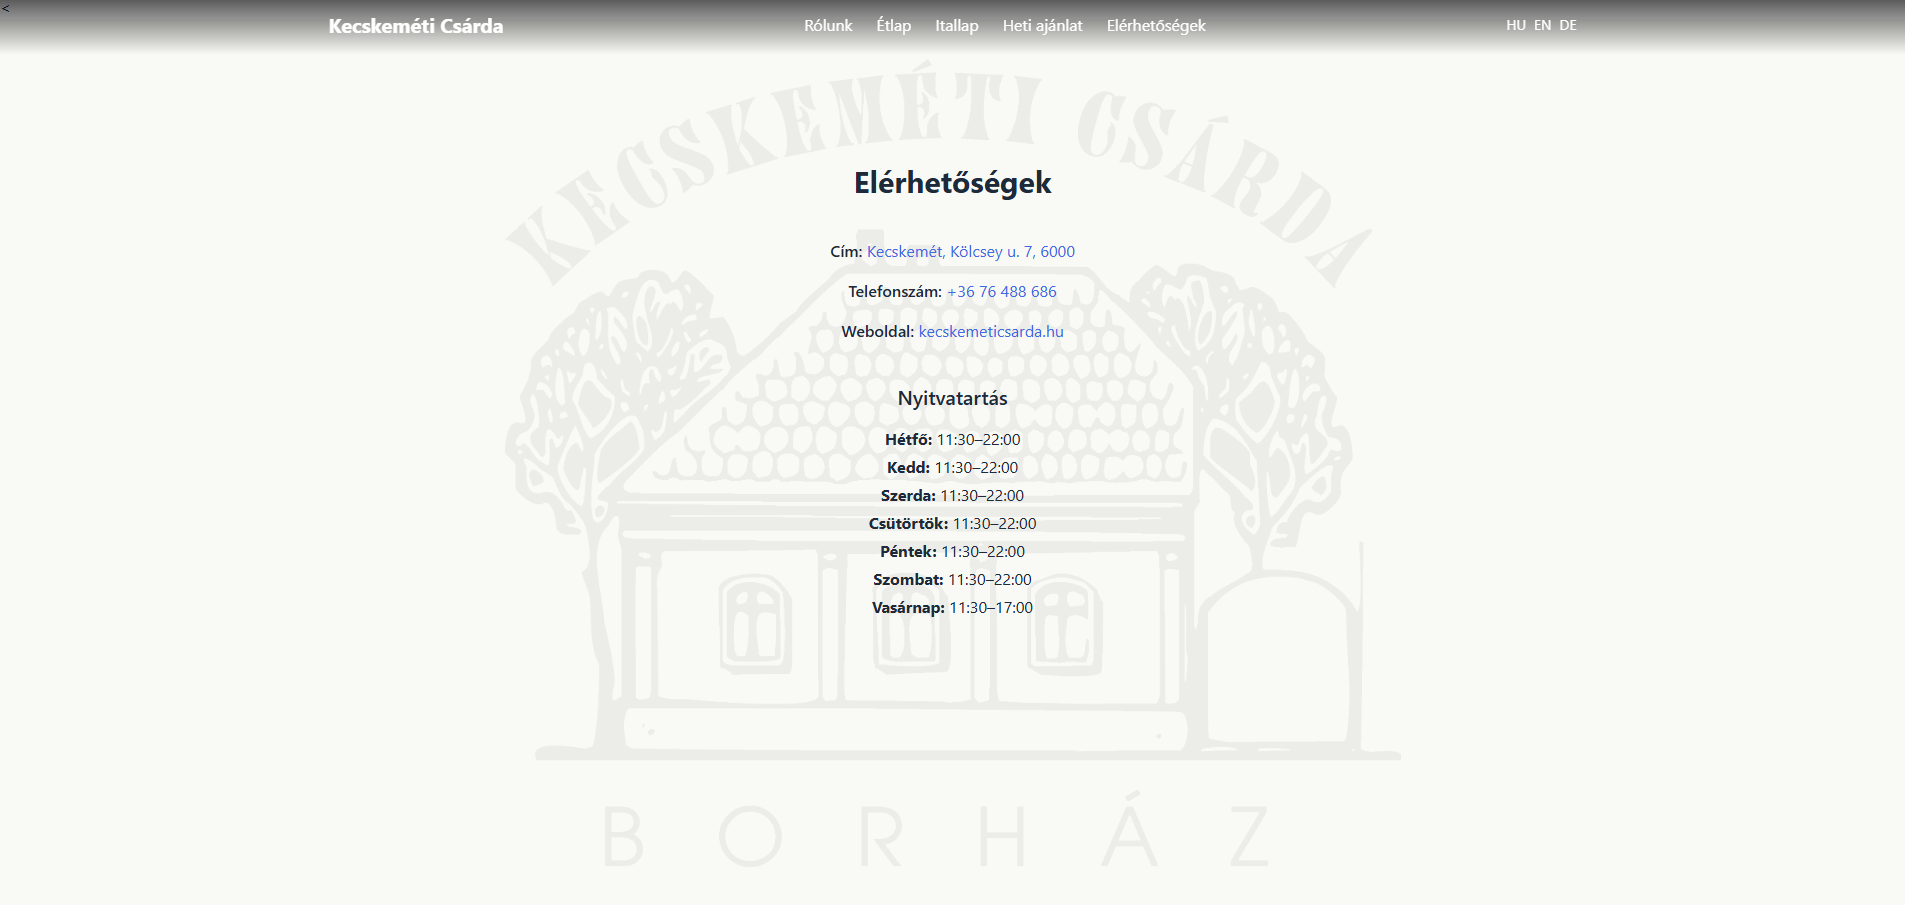 <
Kecskeméti Csárda
Rólunk Étlap Itallap Heti ajánlat Elérhetőségek
HU EN DE
KECSKEMÉTI CSÁRDA
Elérhetőségek
Cím: Kecskemét, Kölcsey u. 7, 6000
Telefonszám: +36 76 488 686
Weboldal: kecskemeticsarda.hu
Nyitvatartás
Hétfő: 11:30–22:00
Kedd: 11:30–22:00
Szerda: 11:30–22:00
Csütörtök: 11:30–22:00
Péntek: 11:30–22:00
Szombat: 11:30–22:00
Vasárnap: 11:30–17:00
BORHÁZ